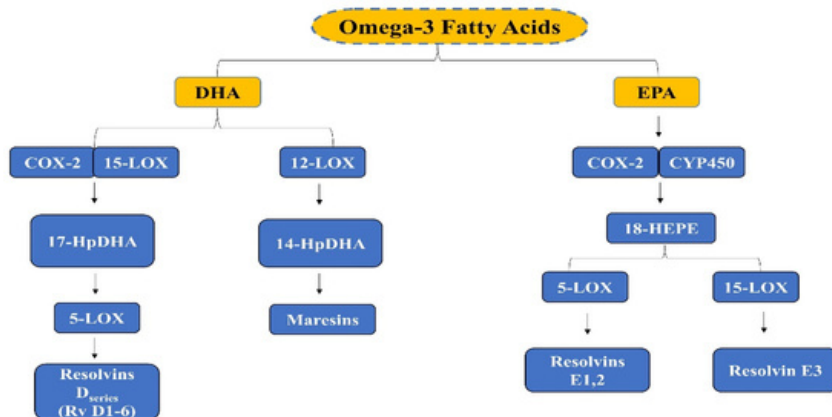 Omega-3 Fatty Acids
DHA
EPA
COX-2
15-LOX
12-LOX
COX-2
CYP450
17-HpDHA
14-HpDHA
18-HEPE
5-LOX
Maresins
5-LOX
15-LOX
Resolvins
Dseries
(Rv D1-6)
Resolvins
E1,2
Resolvin E3